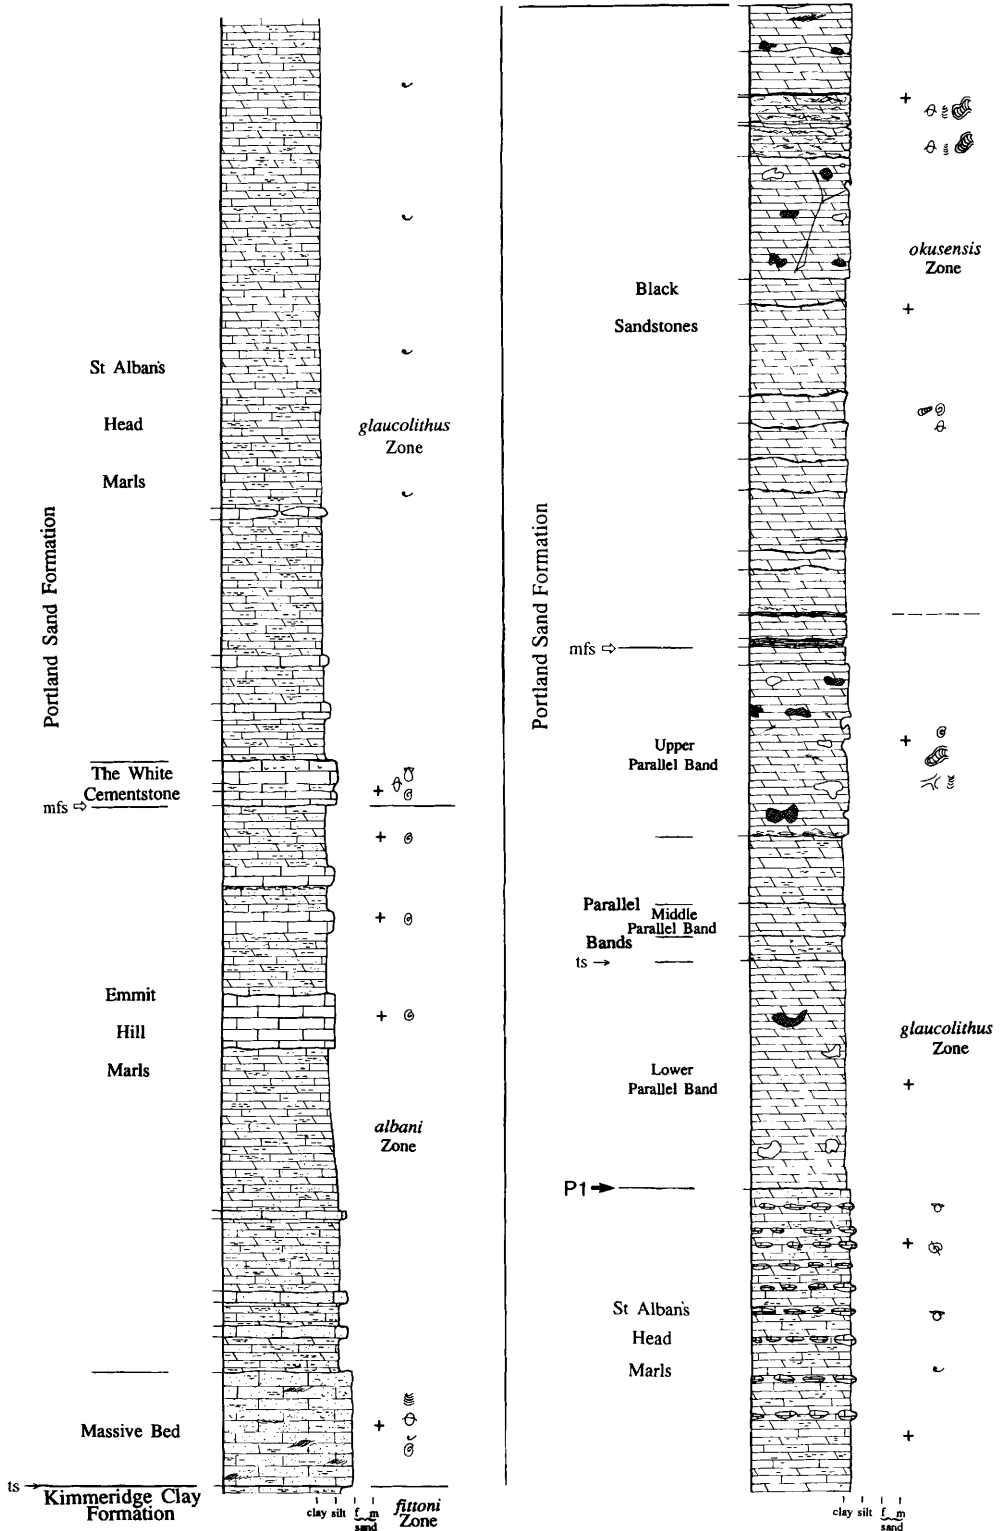 St Alban's
Head
Marls
glaucolithus
Zone
Portland Sand Formation
The White
Cementstone
mfs
Emmit
Hill
Marls
albani
Zone
Massive Bed
ts
Kimmeridge Clay
Formation
fittoni
Zone
clay silt f m
sand
Black
Sandstones
okusensis
Zone
Portland Sand Formation
mfs
Upper
Parallel Band
Parallel
Middle
Parallel Band
Bands
ts
glaucolithus
Zone
Lower
Parallel Band
P1
St Alban's
Head
Marls
clay silt f m
sand